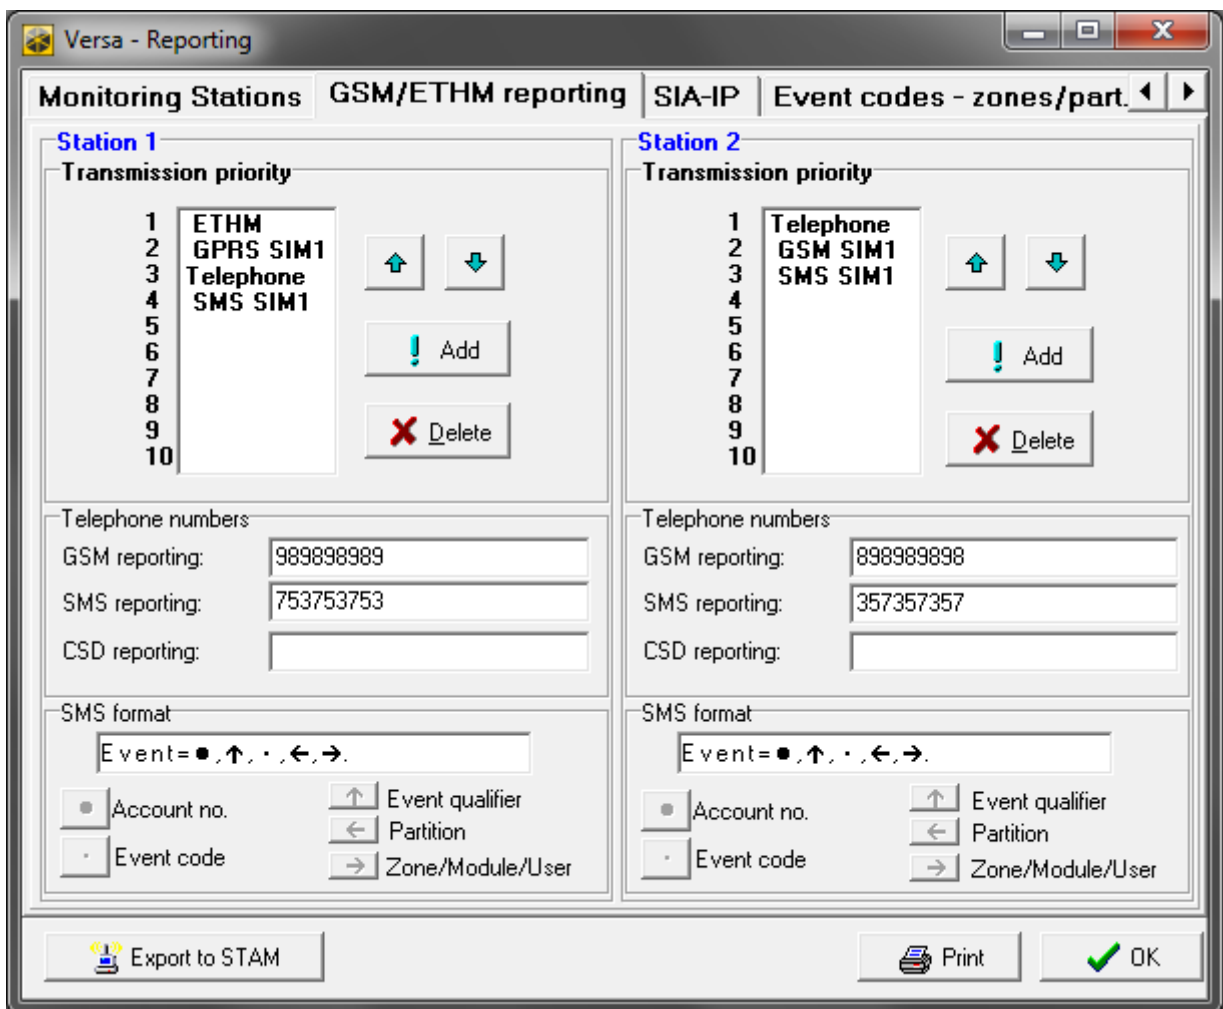 Versa - Reporting
Monitoring Stations GSM/ETHM reporting SIA-IP Event codes - zones/part.
Station 1
Transmission priority
1 ETHM
2 GPRS SIM1
3 Telephone
4 SMS SIM1
5
6
7
8
9
10
Add
Delete
Telephone numbers
GSM reporting: 989898989
SMS reporting: 753753753
CSD reporting:
SMS format
Event=●,↑,·,←,→.
Account no.
Event qualifier
Partition
Event code
Zone/Module/User
Station 2
Transmission priority
1 Telephone
2 GSM SIM1
3 SMS SIM1
4
5
6
7
8
9
10
Add
Delete
Telephone numbers
GSM reporting: 898989898
SMS reporting: 357357357
CSD reporting:
SMS format
Event=●,↑,·,←,→.
Account no.
Event qualifier
Partition
Event code
Zone/Module/User
Export to STAM Print OK